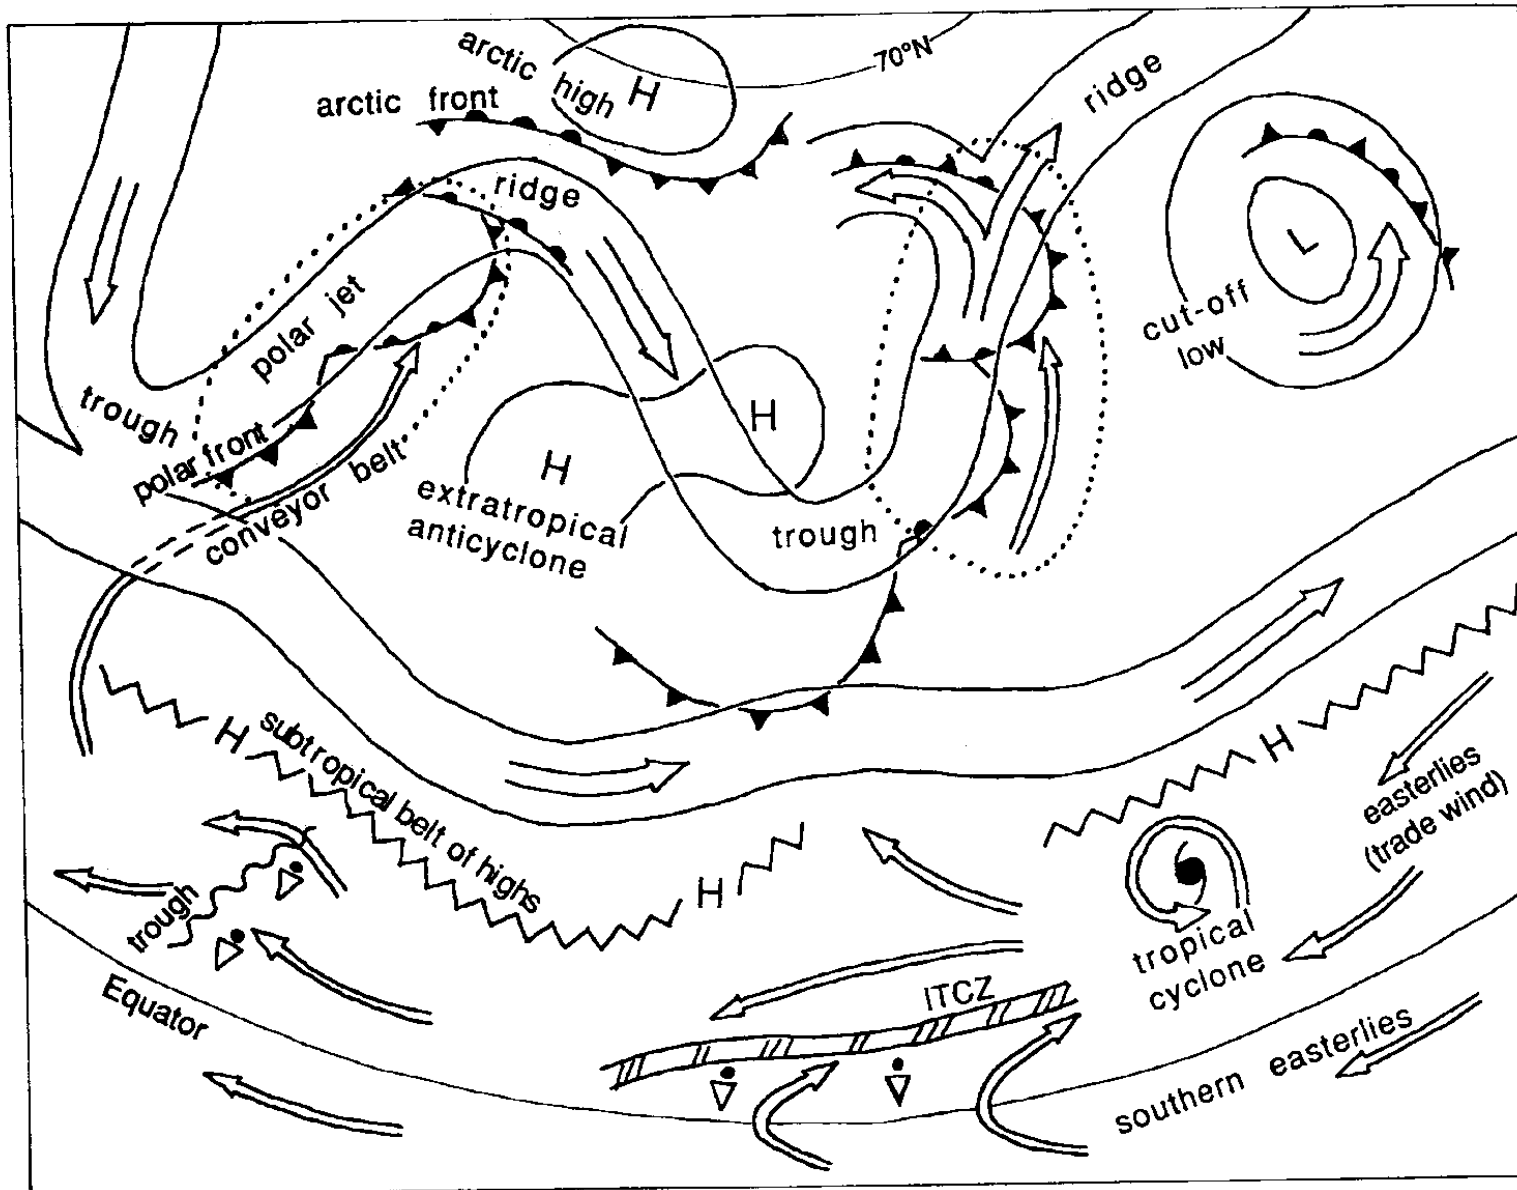 arctic high
H
70°N
ridge
arctic front
ridge
polar jet
L
cut-off
low
trough
polar front
conveyor belt
H
H
extratropical
anticyclone
trough
H
subtropical belt of highs
H
H
easterlies
(trade wind)
trough
tropical
cyclone
Equator
ITCZ
southern easterlies